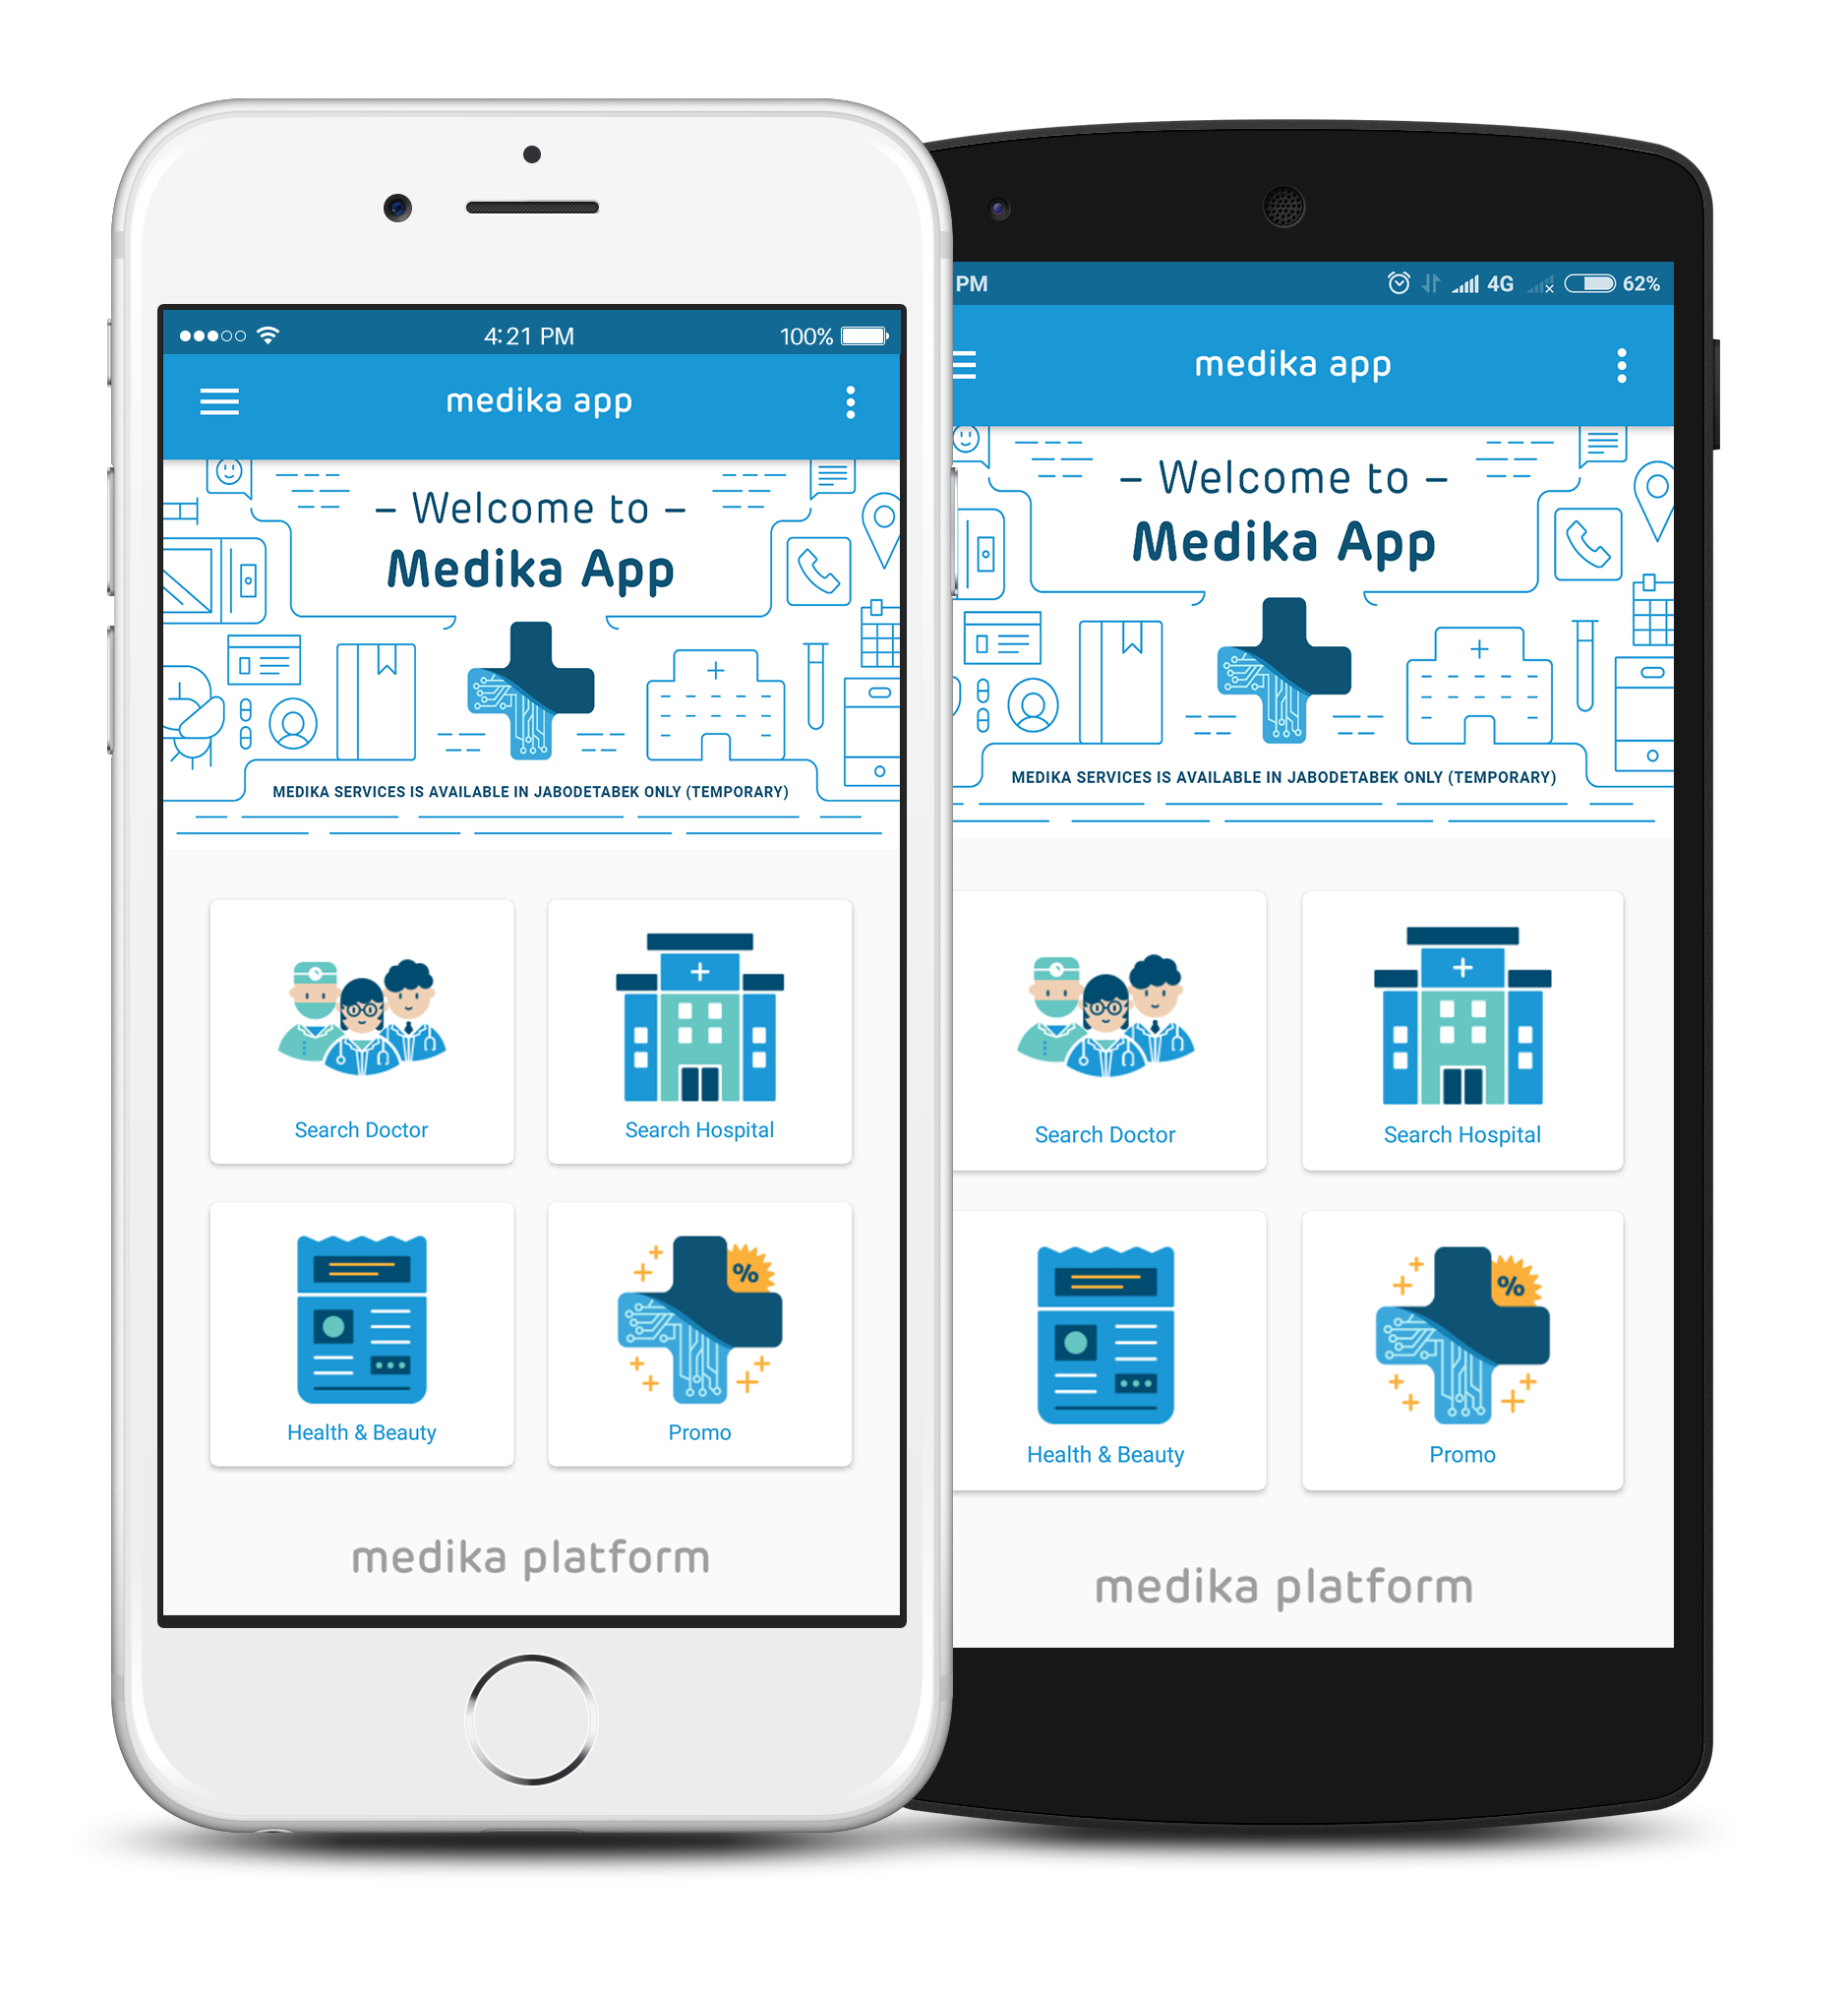 4:21 PM 100%
medika app
– Welcome to –
Medika App
MEDIKA SERVICES IS AVAILABLE IN JABODETABEK ONLY (TEMPORARY)
Search Doctor
Search Hospital
%
Health & Beauty
Promo
medika platform
PM 4G 62%
medika app
– Welcome to –
Medika App
MEDIKA SERVICES IS AVAILABLE IN JABODETABEK ONLY (TEMPORARY)
Search Doctor
Search Hospital
%
Health & Beauty
Promo
medika platform